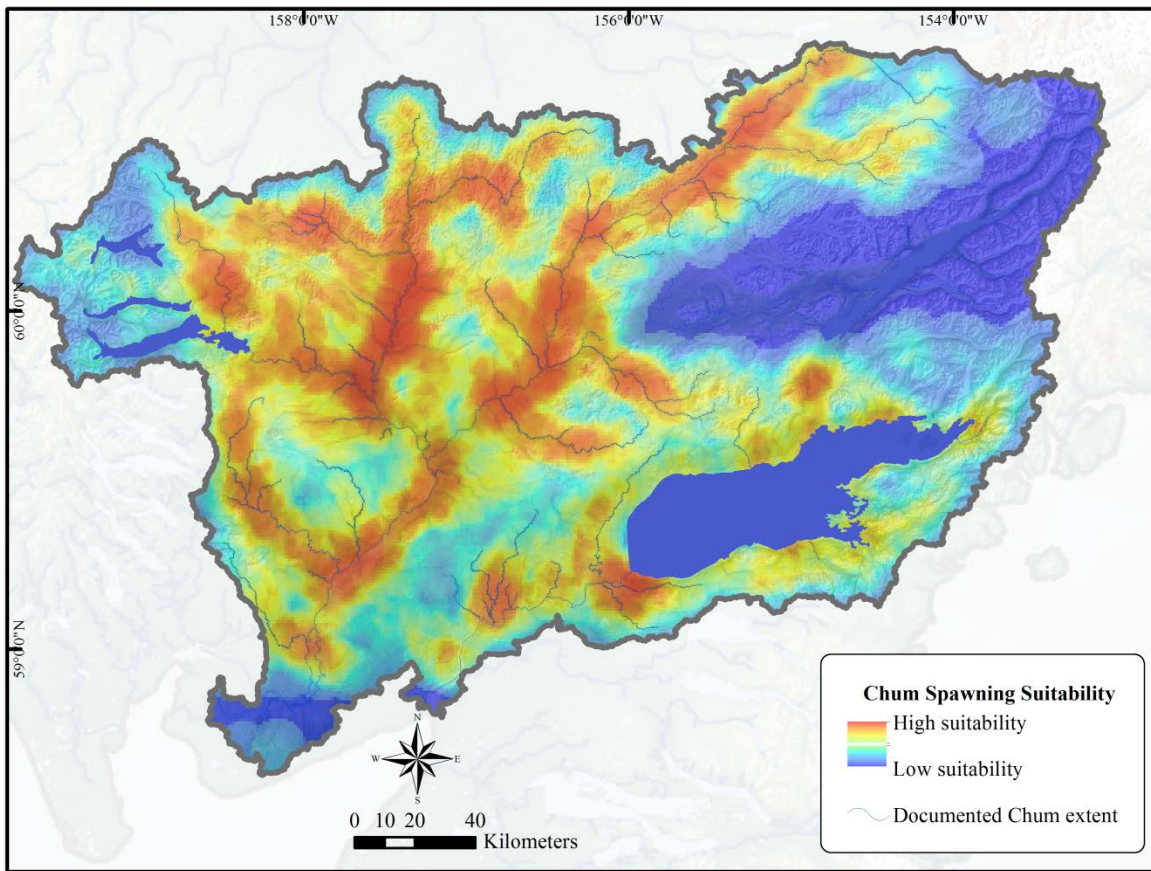 158°0'0"W
156°0'0"W
154°0'0"W
60°0'0"N
59°0'0"N
N
W
E
S
0 10 20 40
Kilometers
Chum Spawning Suitability
High suitability
Low suitability
Documented Chum extent